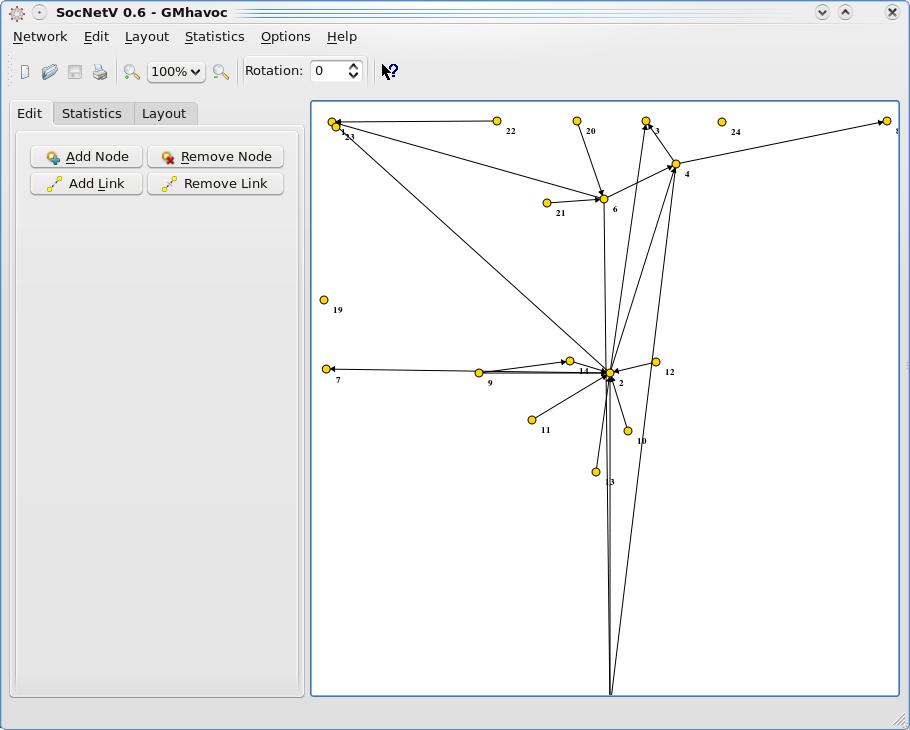 SocNetV 0.6 - GMhavoc
Network Edit Layout Statistics Options Help
100% Rotation: 0
Edit Statistics Layout
Add Node Remove Node
Add Link Remove Link
22 20 3 24
23
4
21 6
19
7 9 14 2 12
11 10
13